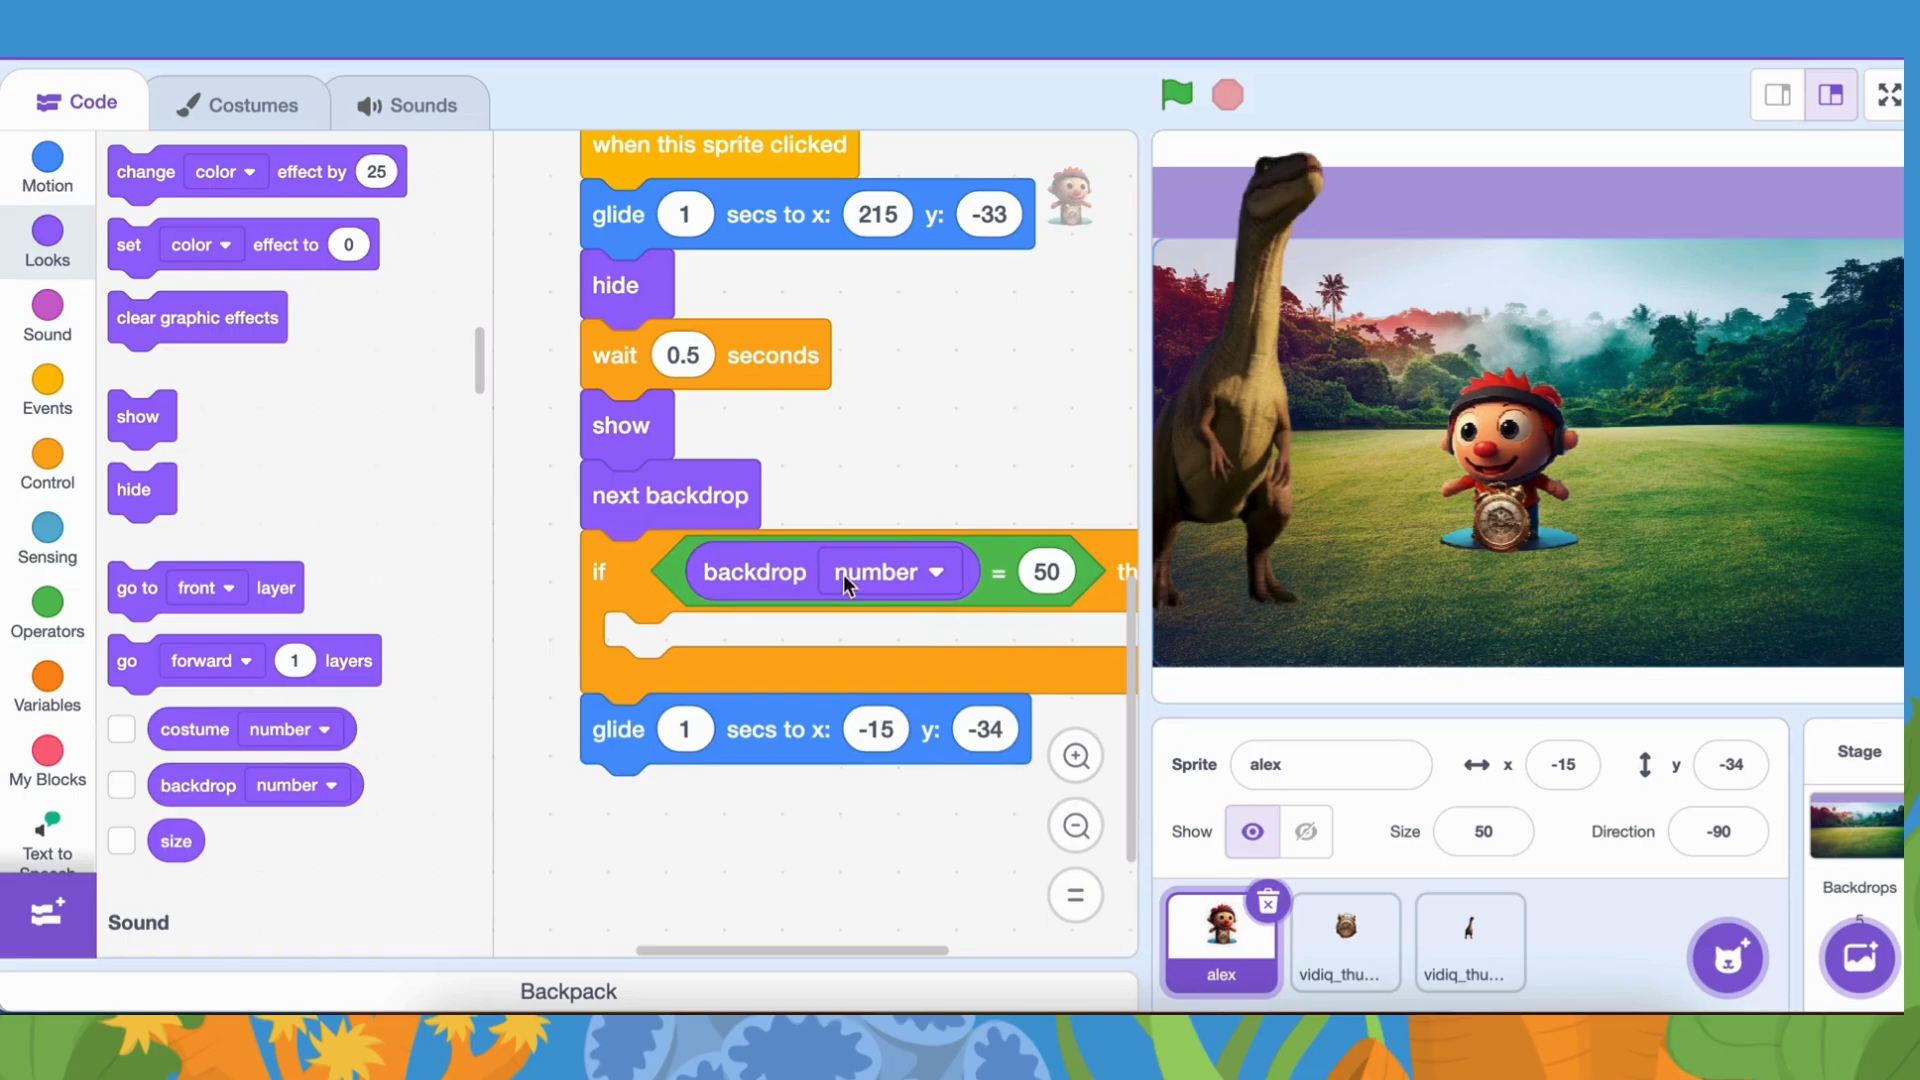 Code
Costumes
Sounds
Motion
Looks
Sound
Events
Control
Sensing
Operators
Variables
My Blocks
Text to
change color effect by 25
set color effect to 0
clear graphic effects
show
hide
go to front layer
go forward 1 layers
costume number
backdrop number
size
Sound
when this sprite clicked
glide 1 secs to x: 215 y: -33
hide
wait 0.5 seconds
show
next backdrop
if backdrop number = 50 th
glide 1 secs to x: -15 y: -34
Backpack
Sprite alex x -15 y -34
Show Size 50 Direction -90
alex
vidiq_thu...
vidiq_thu...
Stage
Backdrops
5